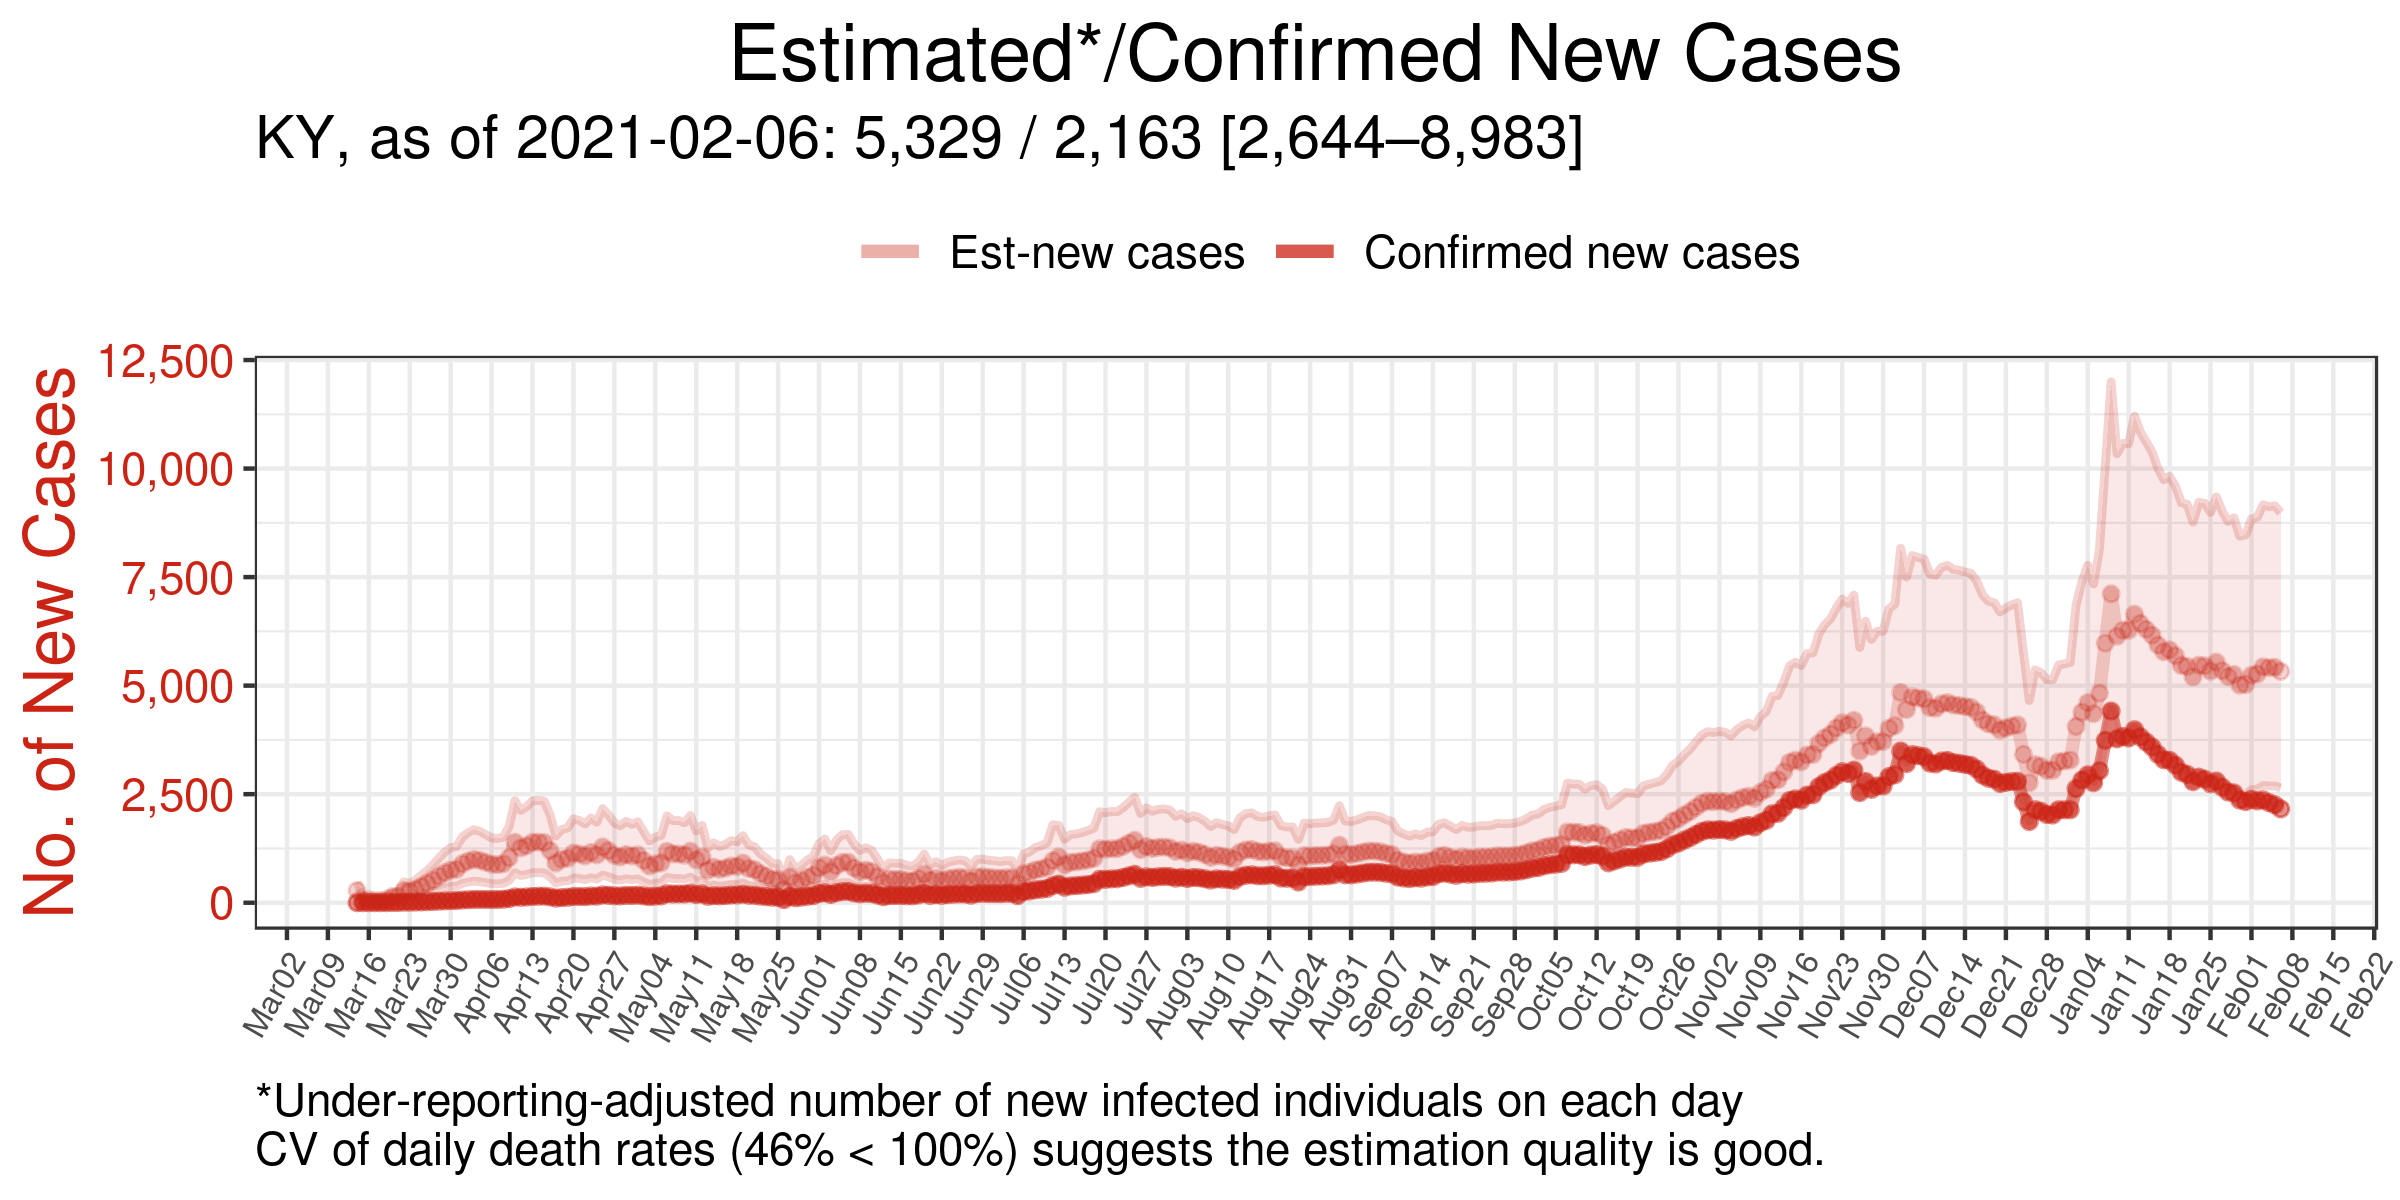 Estimated*/Confirmed New Cases
KY, as of 2021-02-06: 5,329 / 2,163 [2,644–8,983]
Est-new cases Confirmed new cases
No. of New Cases
12,500
10,000
7,500
5,000
2,500
0
Mar02 Mar09 Mar16 Mar23 Mar30 Apr06 Apr13 Apr20 Apr27 May04 May11 May18 May25 Jun01 Jun08 Jun15 Jun22 Jun29 Jul06 Jul13 Jul20 Jul27 Aug03 Aug10 Aug17 Aug24 Aug31 Sep07 Sep14 Sep21 Sep28 Oct05 Oct12 Oct19 Oct26 Nov02 Nov09 Nov16 Nov23 Nov30 Dec07 Dec14 Dec21 Dec28 Jan04 Jan11 Jan18 Jan25 Feb01 Feb08 Feb15 Feb22
*Under-reporting-adjusted number of new infected individuals on each day
CV of daily death rates (46% < 100%) suggests the estimation quality is good.